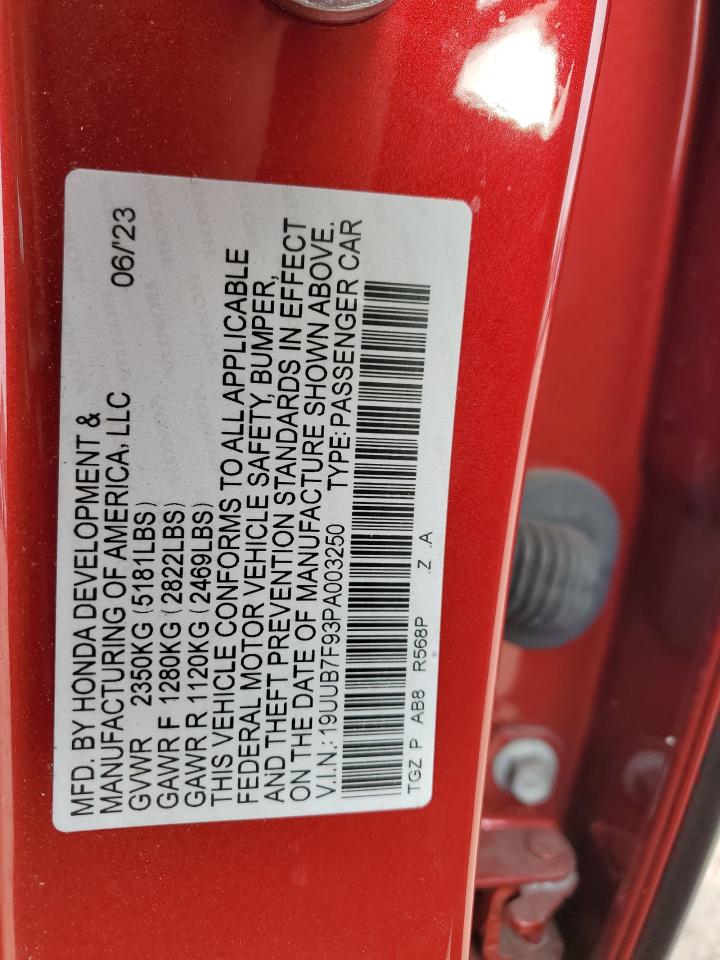 MFD. BY HONDA DEVELOPMENT &
MANUFACTURING OF AMERICA, LLC 06/'23
GVWR 2350KG (5181LBS)
GAWR F 1280KG (2822LBS)
GAWR R 1120KG (2469LBS)
THIS VEHICLE CONFORMS TO ALL APPLICABLE
FEDERAL MOTOR VEHICLE SAFETY, BUMPER,
AND THEFT PREVENTION STANDARDS IN EFFECT
ON THE DATE OF MANUFACTURE SHOWN ABOVE.
V.I.N.: 19UUB7F93PA003250 TYPE: PASSENGER CAR
TGZ P AB8 R568P .Z .A